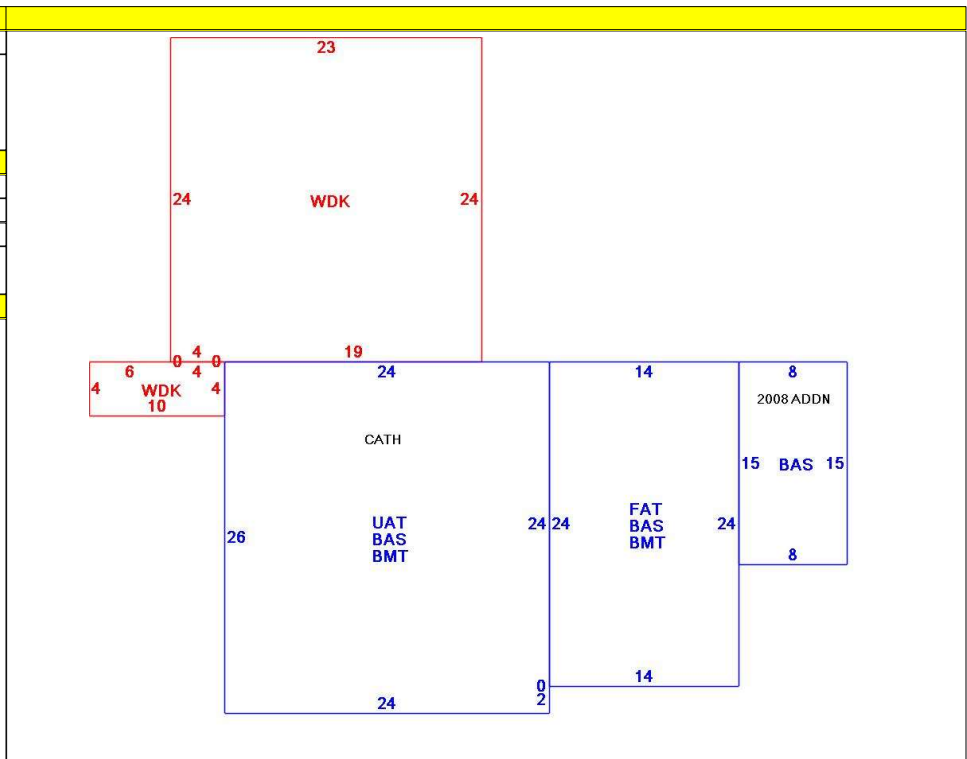 23
24 WDK 24
0 4 0 19
6 4 24 14 8
4 WDK 4
10
2008 ADDN
CATH
15 BAS 15
UAT
BAS
BMT
24 24
FAT
BAS
BMT
24
26
8
14
0
2
24